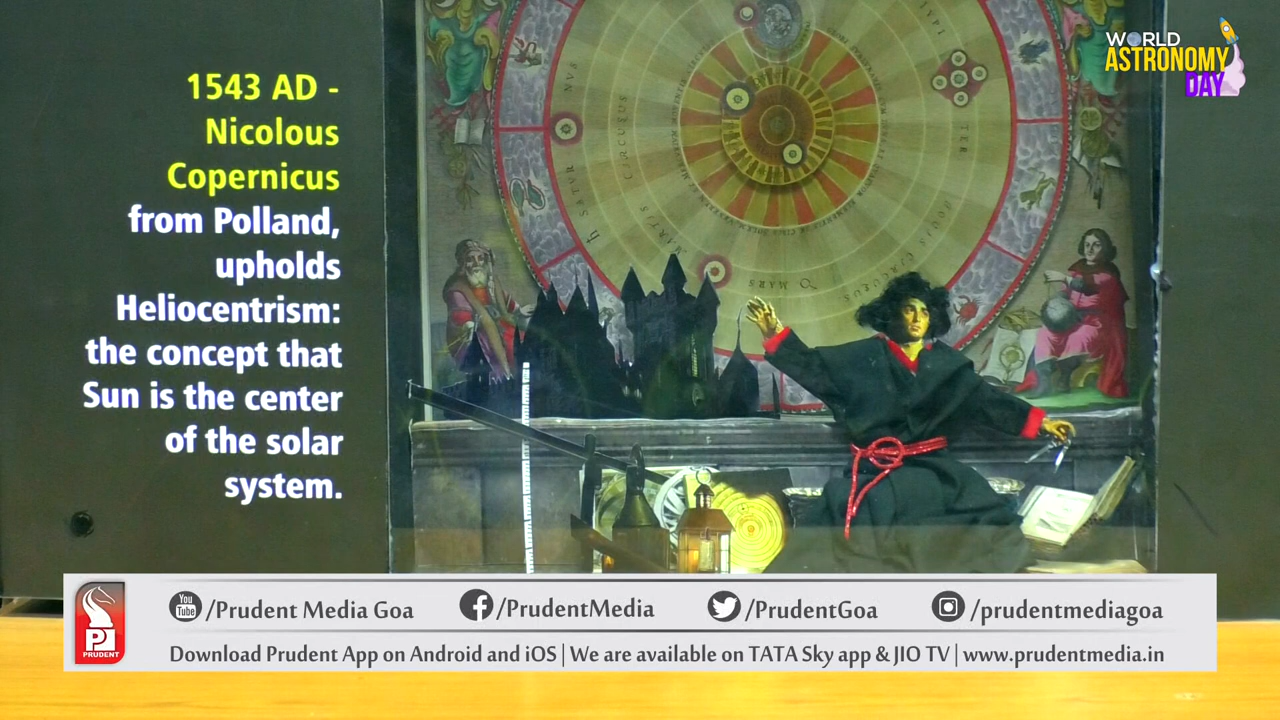 1543 AD -
Nicolous
Copernicus
from Polland,
upholds
Heliocentrism:
the concept that
Sun is the center
of the solar
system.
WORLD
ASTRONOMY
DAY
MARS
PRUDENT
You
Tube
/Prudent Media Goa
/PrudentMedia
/PrudentGoa
/prudentmediagoa
Download Prudent App on Android and iOS | We are available on TATA Sky app & JIO TV | www.prudentmedia.in